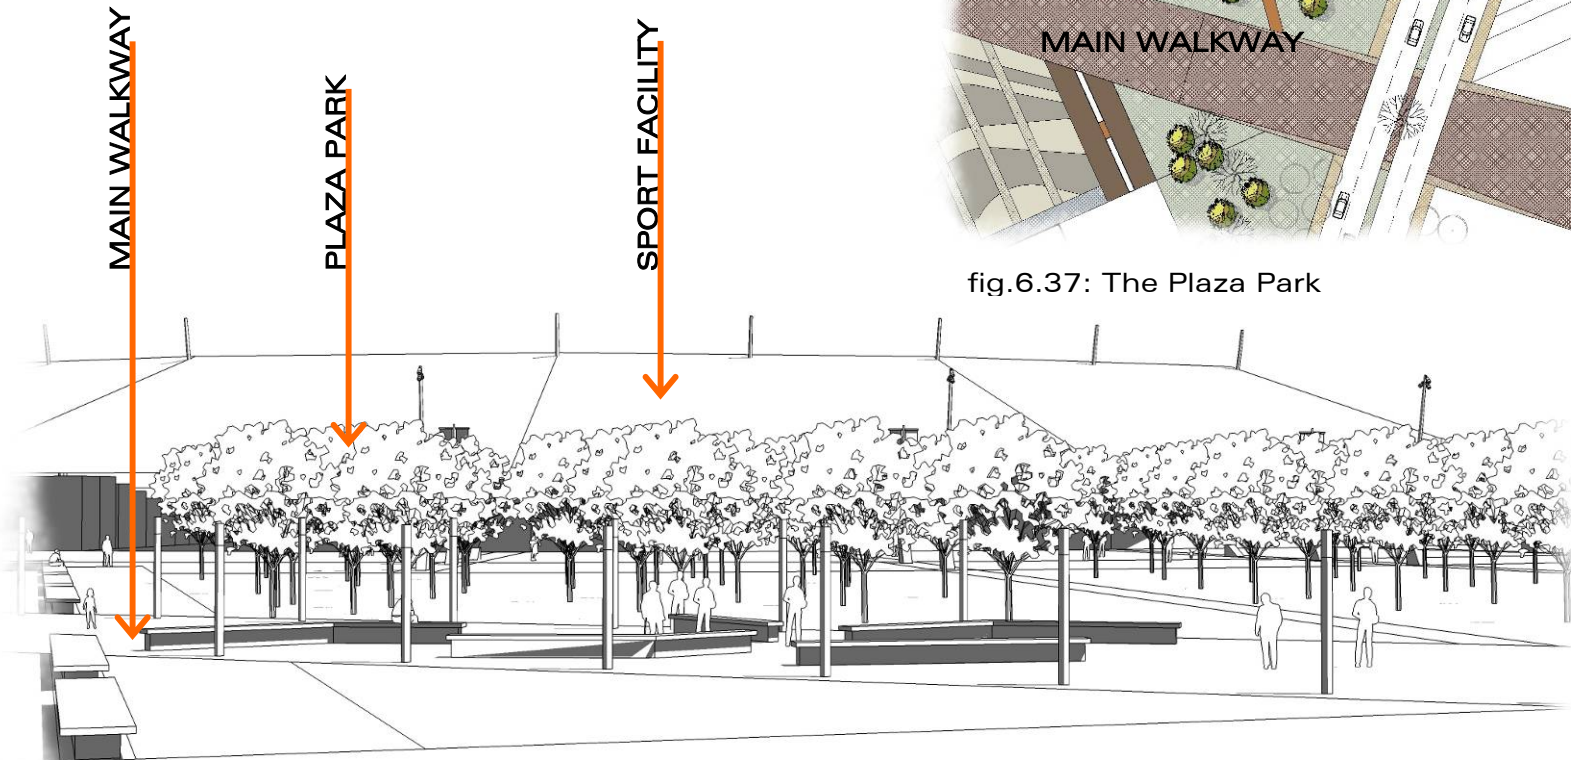 MAIN WALKWAY
PLAZA PARK
SPORT FACILITY
MAIN WALKWAY
fig.6.37: The Plaza Park